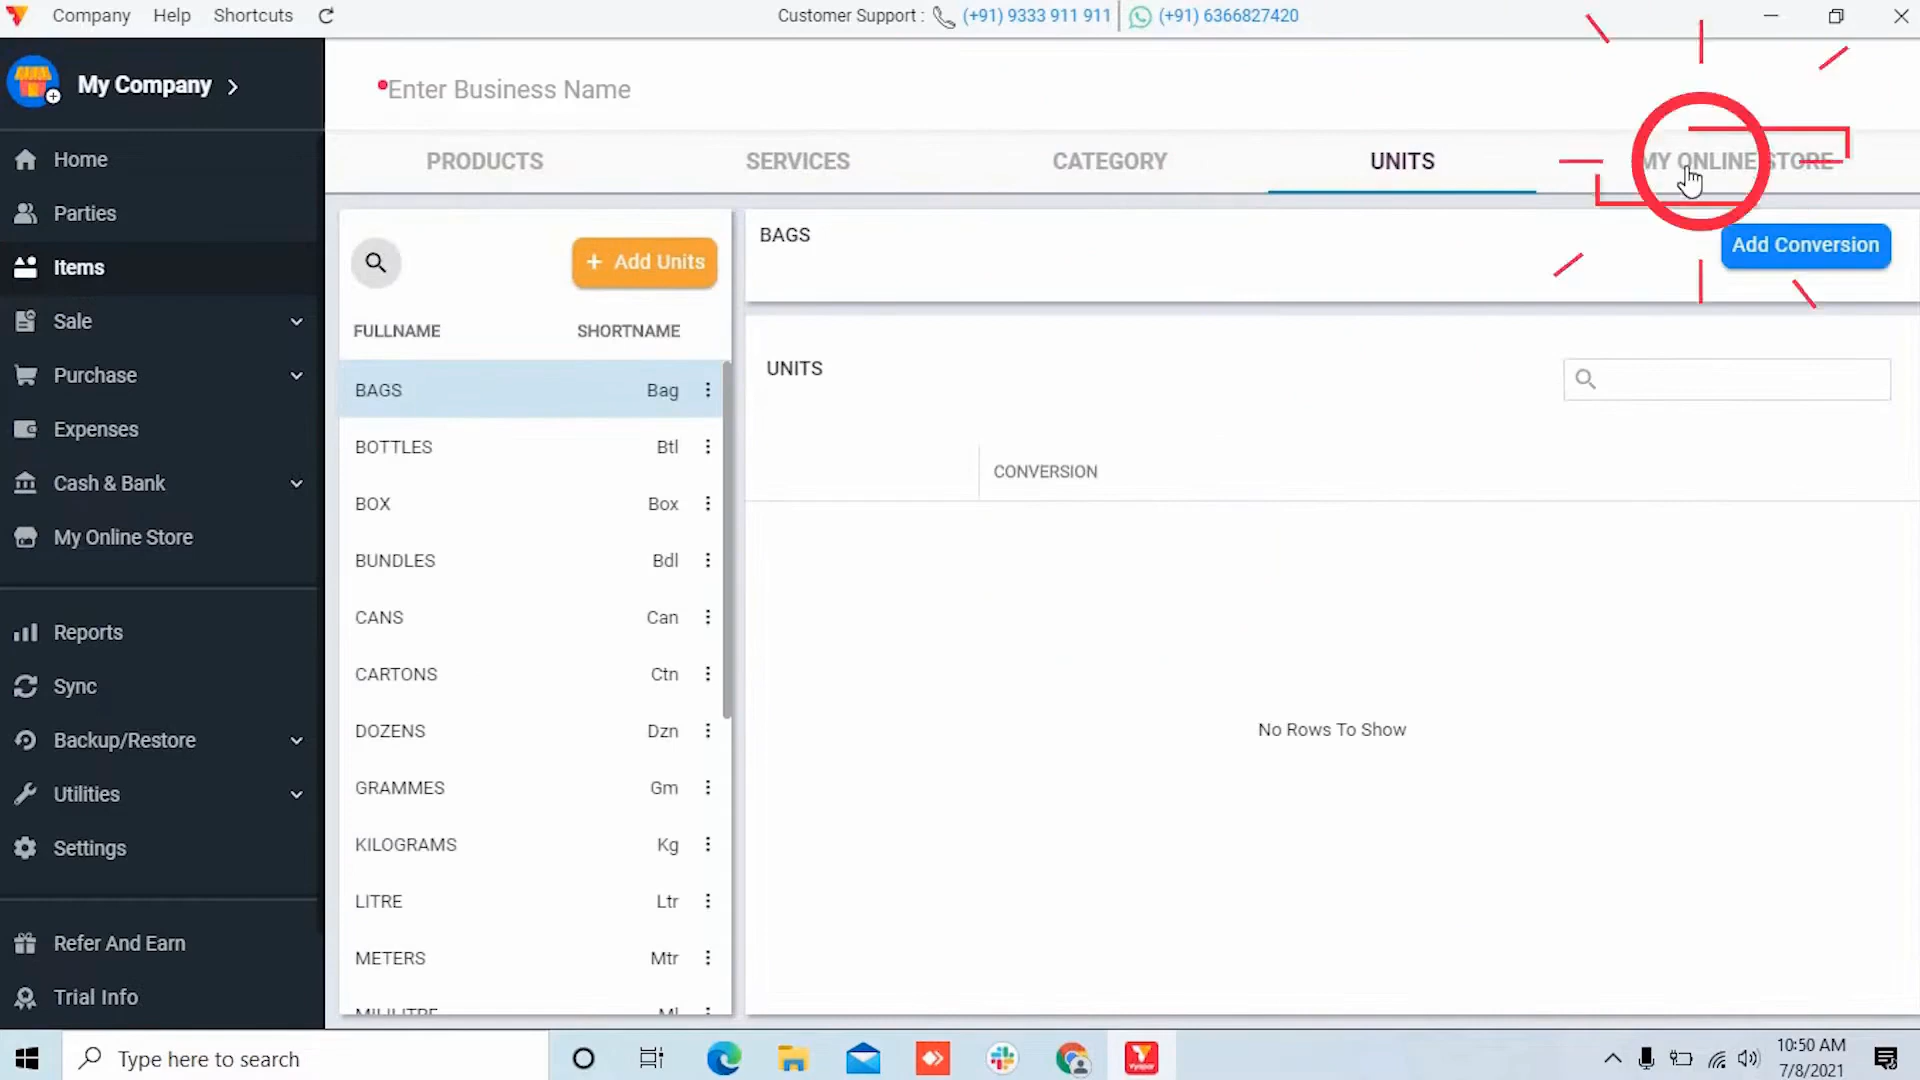 Company Help Shortcuts
Customer Support : (+91) 9333 911 911 (+91) 6366827420
My Company
Enter Business Name
Home
Parties
Items
Sale
Purchase
Expenses
Cash & Bank
My Online Store
Reports
Sync
Backup/Restore
Utilities
Settings
Refer And Earn
Trial Info
PRODUCTS SERVICES CATEGORY UNITS MY ONLINE STORE
+ Add Units
FULLNAME SHORTNAME
BAGS Bag
BOTTLES Btl
BOX Box
BUNDLES Bdl
CANS Can
CARTONS Ctn
DOZENS Dzn
GRAMMES Gm
KILOGRAMS Kg
LITRE Ltr
METERS Mtr
MILILITRE Ml
BAGS
Add Conversion
UNITS
CONVERSION
No Rows To Show
Type here to search
10:50 AM
7/8/2021